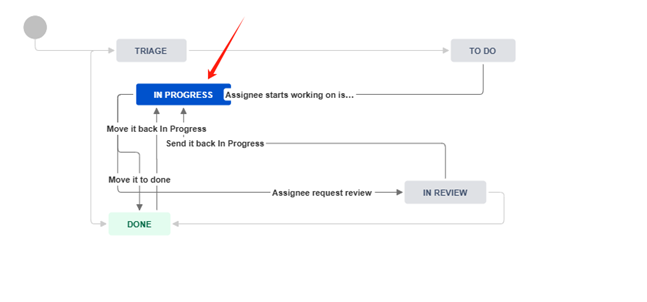 TRIAGE
TO DO
IN PROGRESS
Assignee starts working on is...
Move it back In Progress
Send it back In Progress
Move it to done
Assignee request review
IN REVIEW
DONE